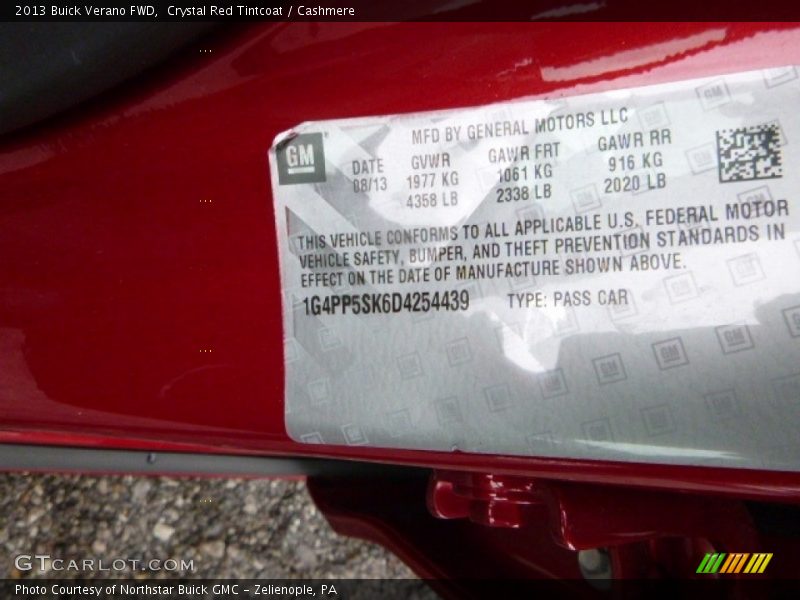 2013 Buick Verano FWD,  Crystal Red Tintcoat / Cashmere
GM
MFD BY GENERAL MOTORS LLC
DATE GVWR GAWR FRT GAWR RR
08/13 1977 KG 1061 KG 916 KG
4358 LB 2338 LB 2020 LB
THIS VEHICLE CONFORMS TO ALL APPLICABLE U.S. FEDERAL MOTOR
VEHICLE SAFETY, BUMPER, AND THEFT PREVENTION STANDARDS IN
EFFECT ON THE DATE OF MANUFACTURE SHOWN ABOVE.
1G4PP5SK6D4254439 TYPE: PASS CAR
GTCARLOT.COM
Photo Courtesy of Northstar Buick GMC - Zelienople, PA